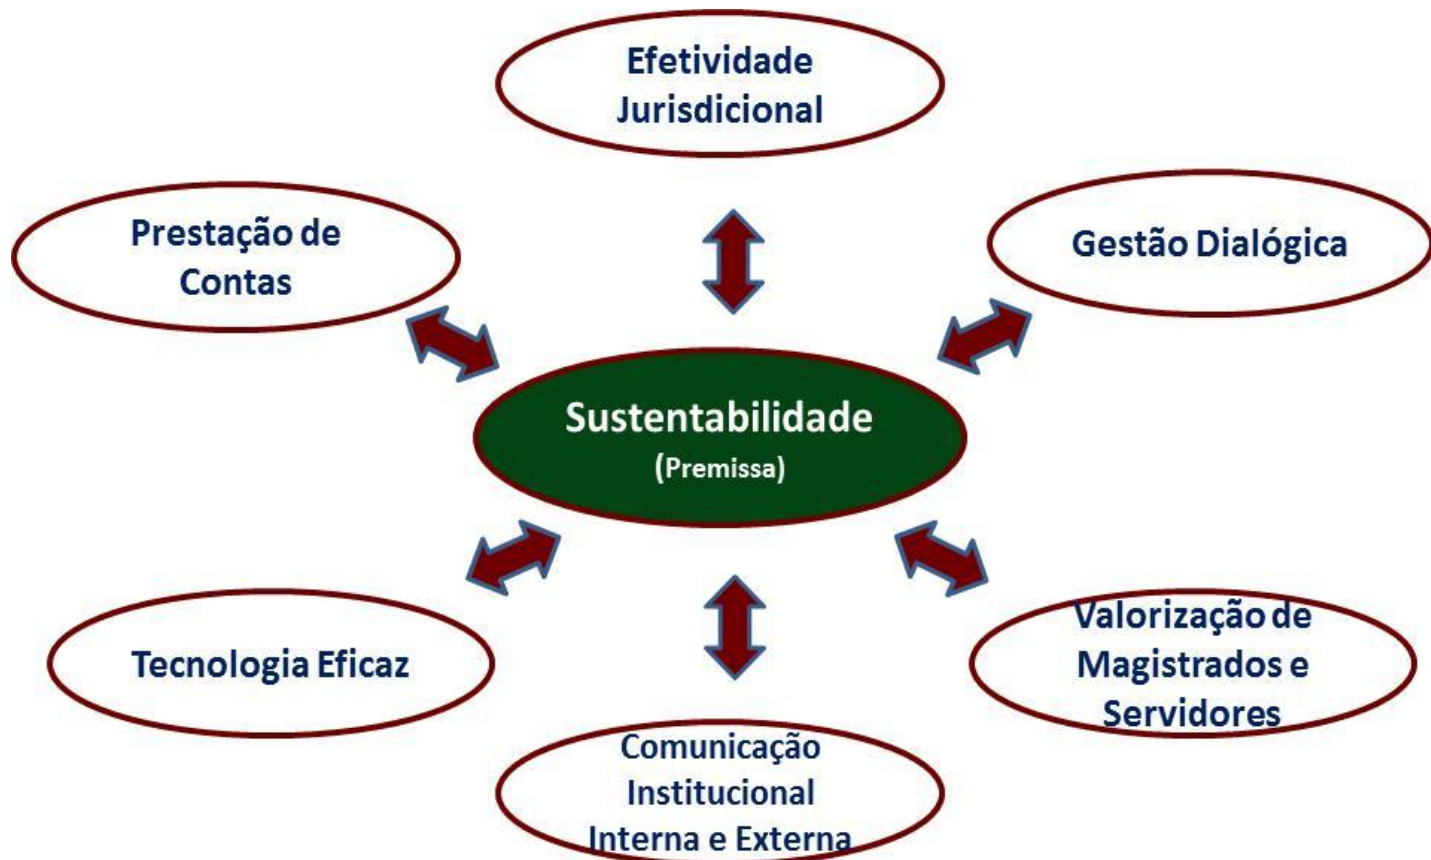 Efetividade
Jurisdicional
Prestação de
Contas
Gestão Dialógica
Sustentabilidade
(Premissa)
Tecnologia Eficaz
Valorização de
Magistrados e
Servidores
Comunicação
Institucional
Interna e Externa